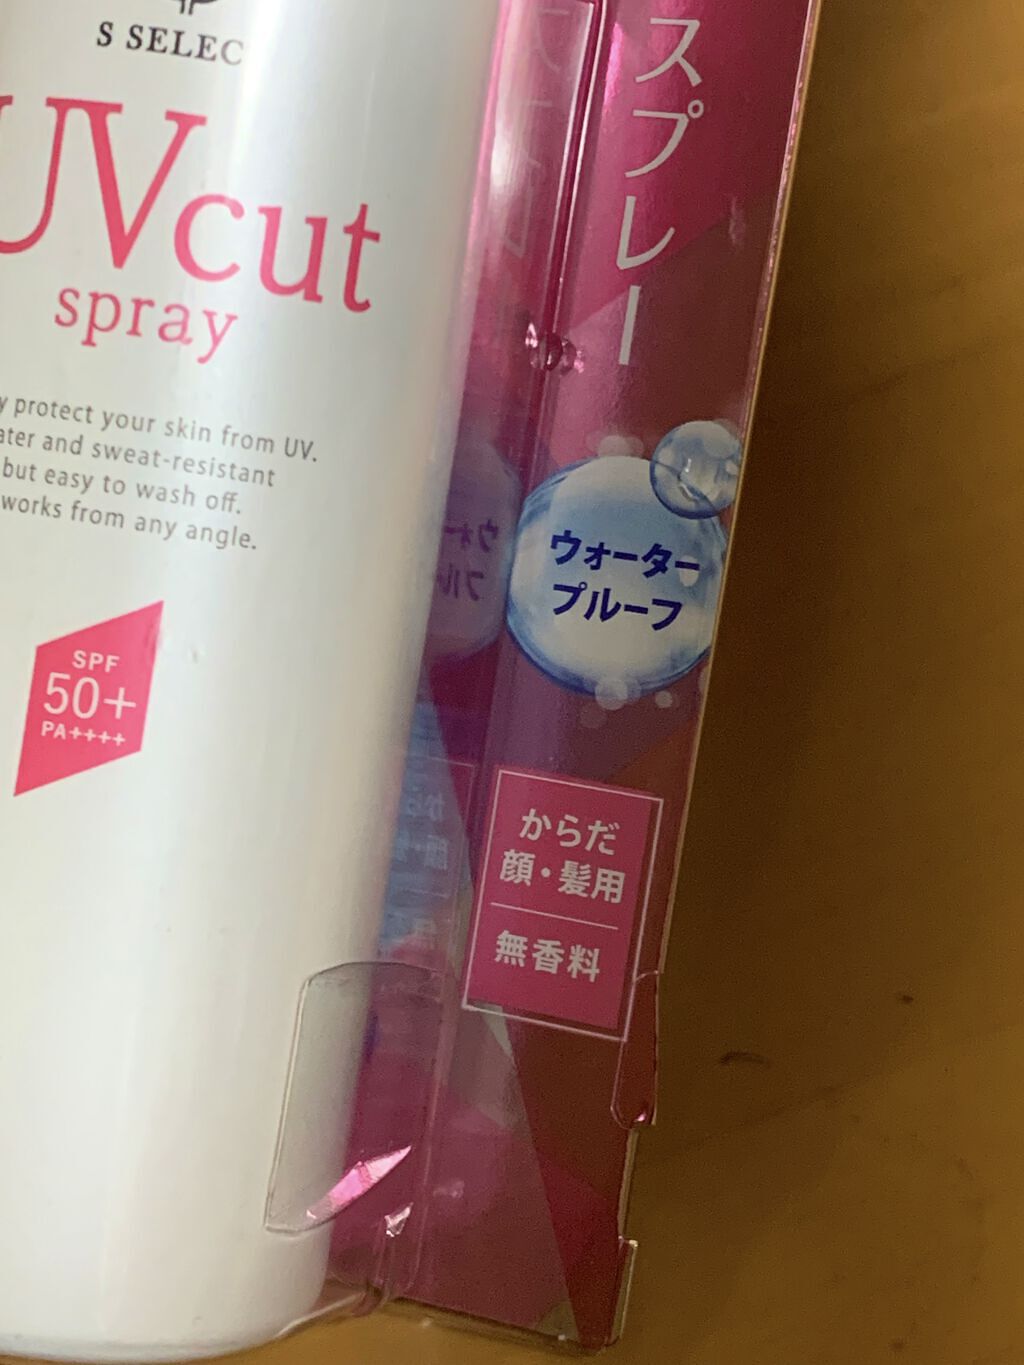 S SELEC
UVcut
spray
protect your skin from UV.
and sweat-resistant
but easy to wash off.
works from any angle.
SPF
50+
PA++++
スプレー
ウォーター
プルーフ
からだ
顔・髪用
無香料